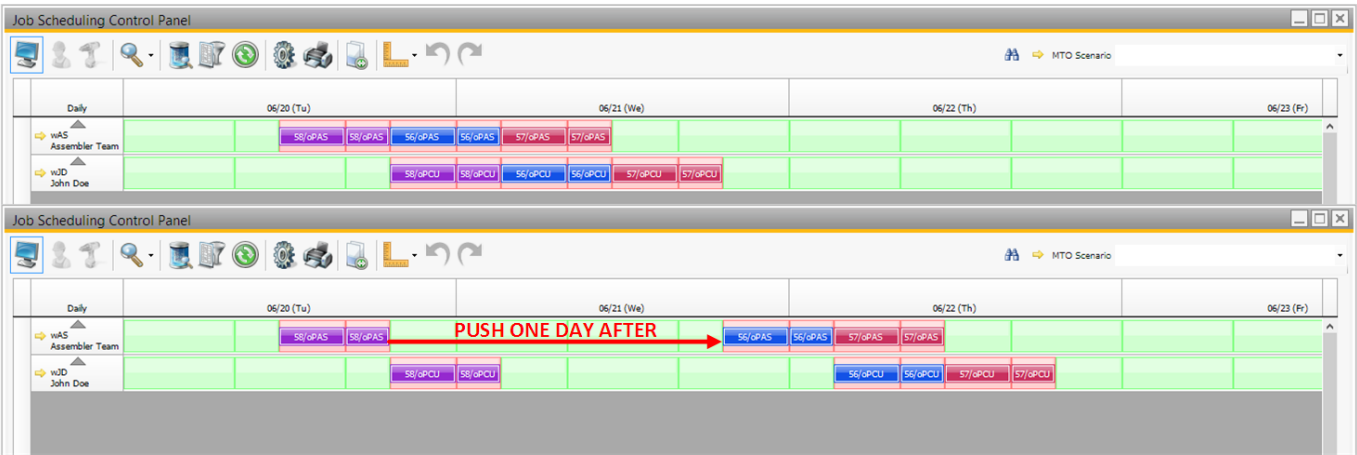 Job Scheduling Control Panel
MTO Scenario
Daily 06/20 (Tu) 06/21 (We) 06/22 (Th) 06/23 (Fr)
wAS
Assembler Team
58/oPAS 58/oPAS 56/oPAS 56/oPAS 57/oPAS 57/oPAS
wJD
John Doe
58/oPCU 58/oPCU 56/oPCU 56/oPCU 57/oPCU 57/oPCU
Job Scheduling Control Panel
MTO Scenario
Daily 06/20 (Tu) 06/21 (We) 06/22 (Th) 06/23 (Fr)
wAS
Assembler Team
58/oPAS 58/oPAS PUSH ONE DAY AFTER 56/oPAS 56/oPAS 57/oPAS 57/oPAS
wJD
John Doe
58/oPCU 58/oPCU 56/oPCU 56/oPCU 57/oPCU 57/oPCU